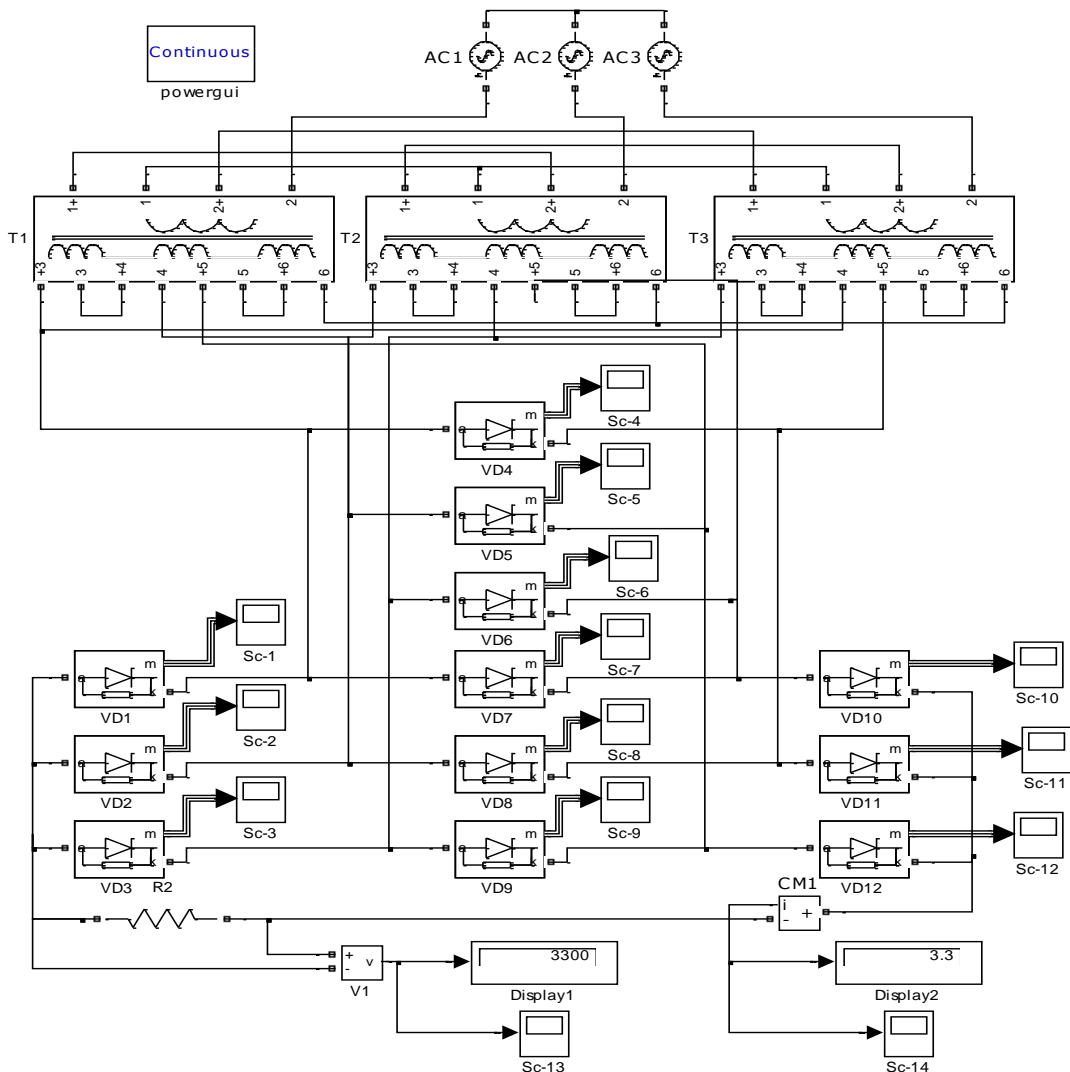 Continuous
powergui
AC1 AC2 AC3
1+ 1 2+ 2
1+ 1 2+ 2
1+ 1 2+ 2
T1 T2 T3
+3 3 +4 4 +5 5 +6 6
+3 3 +4 4 +5 5 +6 6
+3 3 +4 4 +5 5 +6 6
m
a k
VD4
Sc-4
m
a k
VD5
Sc-5
m
a k
VD6
Sc-6
m
a k
VD1
Sc-1
m
a k
VD7
Sc-7
m
a k
VD10
Sc-10
m
a k
VD2
Sc-2
m
a k
VD8
Sc-8
m
a k
VD11
Sc-11
m
a k
VD3
Sc-3
m
a k
VD9
Sc-9
m
a k
VD12
Sc-12
R2
CM1
i
- +
+
- v
V1
3300
Display1
3.3
Display2
Sc-13
Sc-14